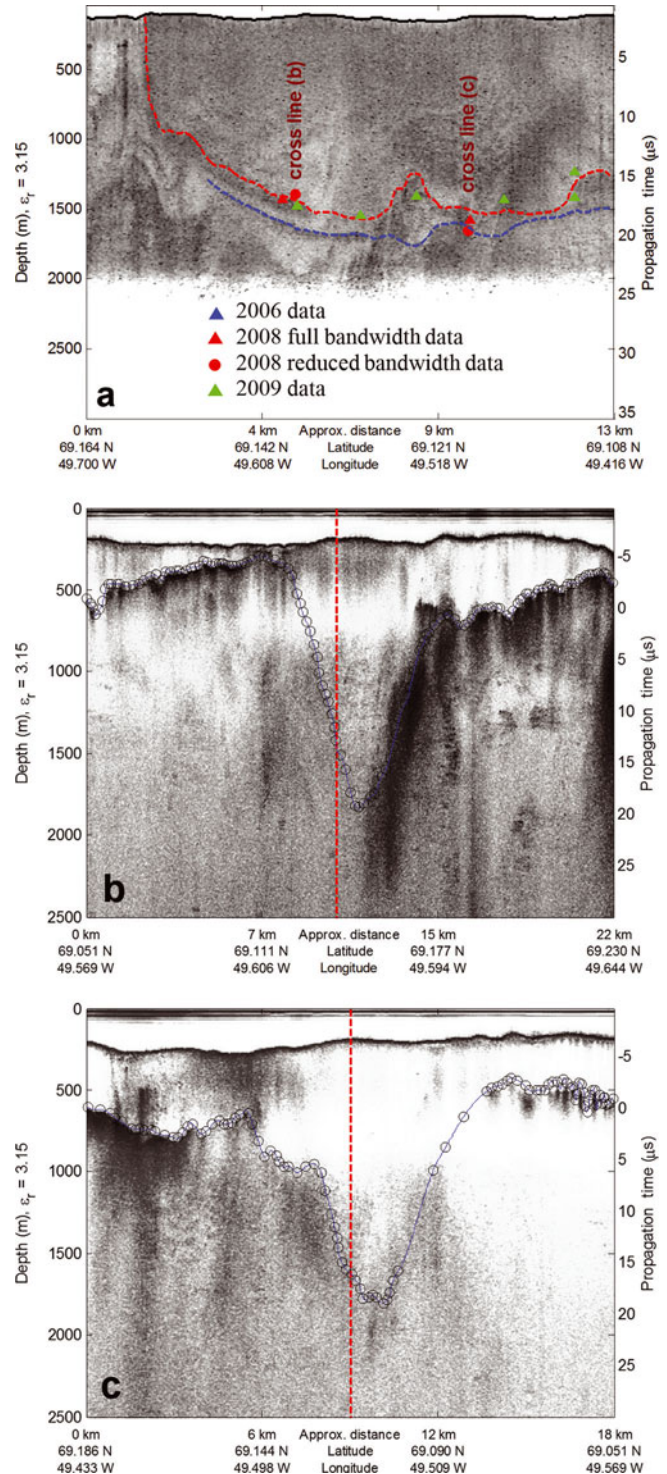 500
1000
1500
2000
2500
Depth (m), εr = 3.15
5
10
15
20
25
30
35
Propagation time (μs)
cross line (b)
cross line (c)
2006 data
2008 full bandwidth data
2008 reduced bandwidth data
2009 data
a
0 km 4 km Approx. distance 9 km 13 km
69.164 N 69.142 N Latitude 69.121 N 69.108 N
49.700 W 49.608 W Longitude 49.518 W 49.416 W
0
500
1000
1500
2000
2500
Depth (m), εr = 3.15
-5
0
5
10
15
20
25
Propagation time (μs)
b
0 km 7 km Approx. distance 15 km 22 km
69.051 N 69.111 N Latitude 69.177 N 69.230 N
49.569 W 49.606 W Longitude 49.594 W 49.644 W
0
500
1000
1500
2000
2500
Depth (m), εr = 3.15
-5
0
5
10
15
20
25
Propagation time (μs)
c
0 km 6 km Approx. distance 12 km 18 km
69.186 N 69.144 N Latitude 69.090 N 69.051 N
49.433 W 49.498 W Longitude 49.509 W 49.569 W